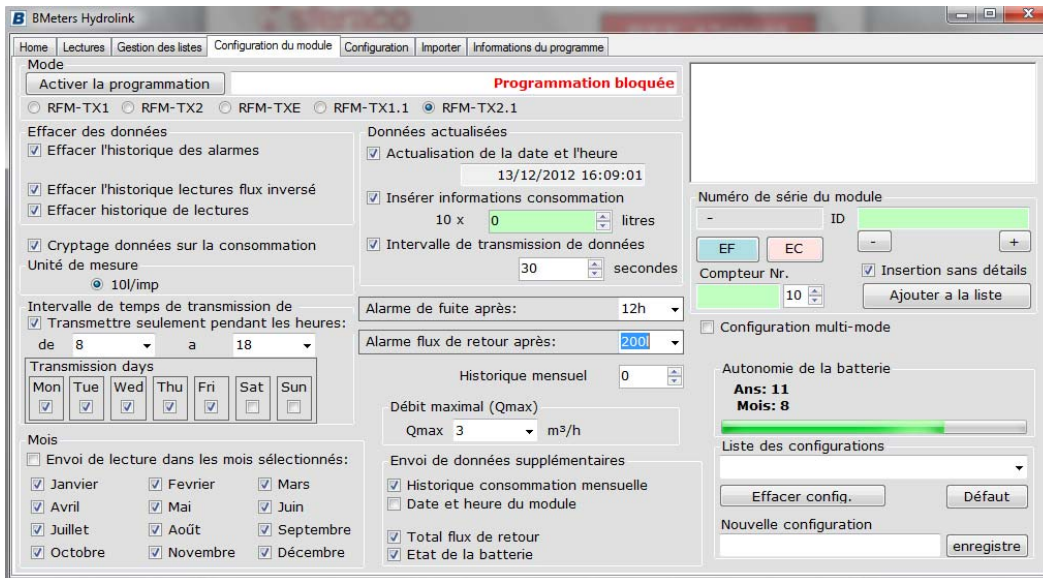 BMeters Hydrolink
Home Lectures Gestion des listes Configuration du module Configuration Importer Informations du programme
Mode
Activer la programmation Programmation bloquée
RFM-TX1 RFM-TX2 RFM-TXE RFM-TX1.1 RFM-TX2.1
Effacer des données
Effacer l'historique des alarmes
Effacer l'historique lectures flux inversé
Effacer historique de lectures
Cryptage données sur la consommation
Unité de mesure
10l/imp
Intervalle de temps de transmission de
Transmettre seulement pendant les heures:
de 8 a 18
Transmission days
Mon Tue Wed Thu Fri Sat Sun
Mois
Envoi de lecture dans les mois sélectionnés:
Janvier Fevrier Mars
Avril Mai Juin
Juillet Août Septembre
Octobre Novembre Décembre
Données actualisées
Actualisation de la date et l'heure
13/12/2012 16:09:01
Insérer informations consommation
10 x 0 litres
Intervalle de transmission de données
30 secondes
Alarme de fuite après: 12h
Alarme flux de retour après: 200l
Historique mensuel 0
Débit maximal (Qmax)
Qmax 3 m³/h
Envoi de données supplémentaires
Historique consommation mensuelle
Date et heure du module
Total flux de retour
Etat de la batterie
Numéro de série du module
- ID
EF EC - +
Compteur Nr. Insertion sans détails
10 Ajouter a la liste
Configuration multi-mode
Autonomie de la batterie
Ans: 11
Mois: 8
Liste des configurations
Effacer config. Défaut
Nouvelle configuration
enregistre